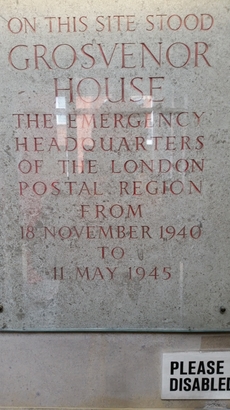 ON THIS SITE STOOD
GROSVENOR
HOUSE
THE EMERGENCY
HEADQUARTERS
OF THE LONDON
POSTAL REGION
FROM
18 NOVEMBER 1940
TO
11 MAY 1945
PLEASE
DISABLED